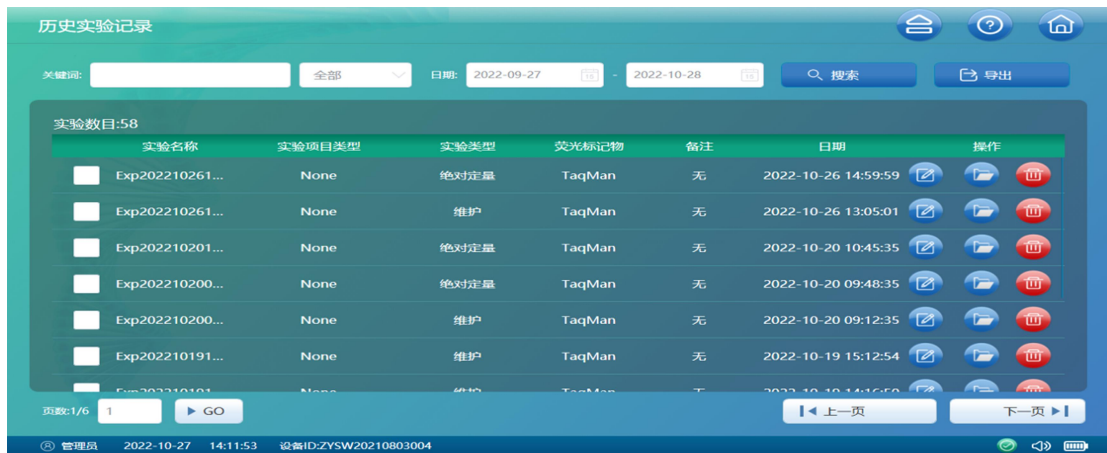 历史实验记录
关键词: 全部 日期: 2022-09-27 - 2022-10-28 搜索 导出
实验数目:58
实验名称 实验项目类型 实验类型 荧光标记物 备注 日期 操作
Exp202210261... None 绝对定量 TaqMan 无 2022-10-26 14:59:59
Exp202210261... None 维护 TaqMan 无 2022-10-26 13:05:01
Exp202210201... None 绝对定量 TaqMan 无 2022-10-20 10:45:35
Exp202210200... None 绝对定量 TaqMan 无 2022-10-20 09:48:35
Exp202210200... None 维护 TaqMan 无 2022-10-20 09:12:35
Exp202210191... None 维护 TaqMan 无 2022-10-19 15:12:54
页数:1/6 1 GO 上一页 下一页
管理员 2022-10-27 14:11:53 设备ID:ZYSW20210803004